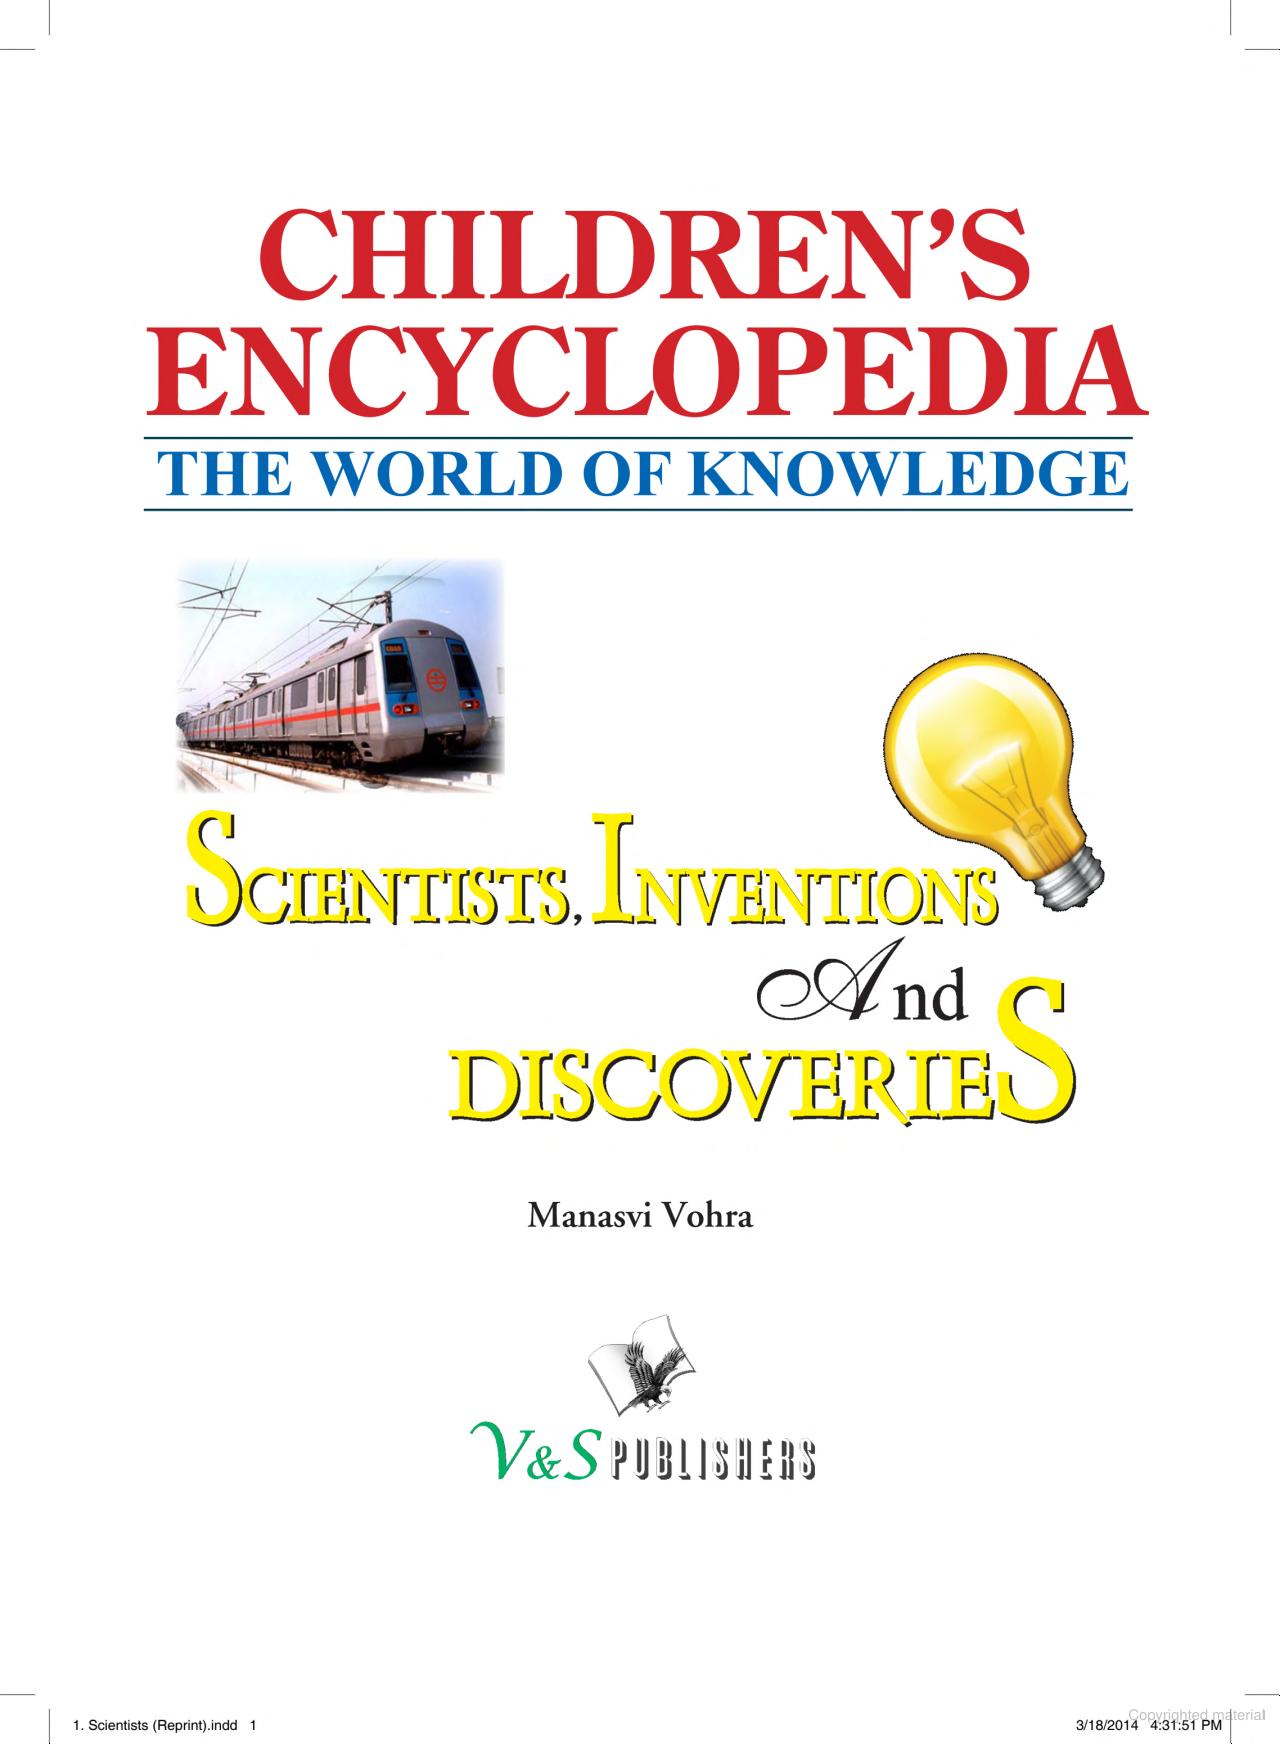 CHILDREN’S
ENCYCLOPEDIA
THE WORLD OF KNOWLEDGE
SCIENTISTS, INVENTIONS
And
DISCOVERIES
Manasvi Vohra
V&S PUBLISHERS
1. Scientists (Reprint).indd 1
3/18/2014 4:31:51 PM
Copyrighted material